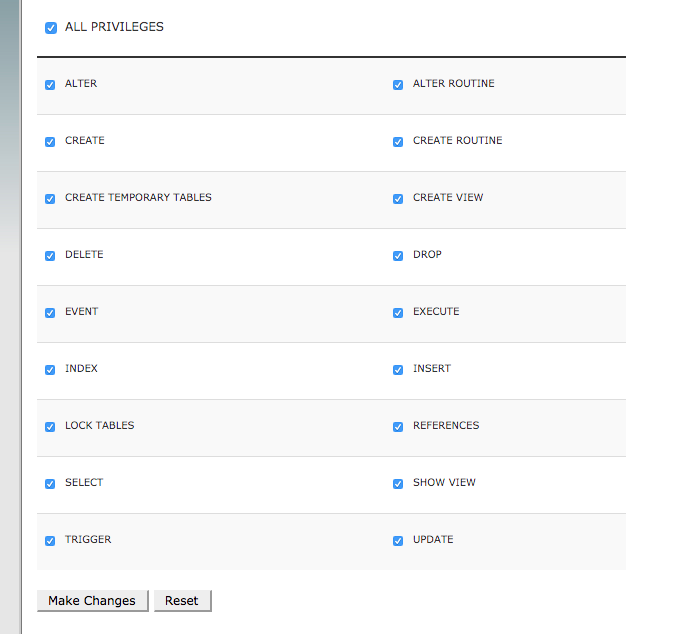 ALL PRIVILEGES
ALTER ALTER ROUTINE
CREATE CREATE ROUTINE
CREATE TEMPORARY TABLES CREATE VIEW
DELETE DROP
EVENT EXECUTE
INDEX INSERT
LOCK TABLES REFERENCES
SELECT SHOW VIEW
TRIGGER UPDATE
Make Changes Reset